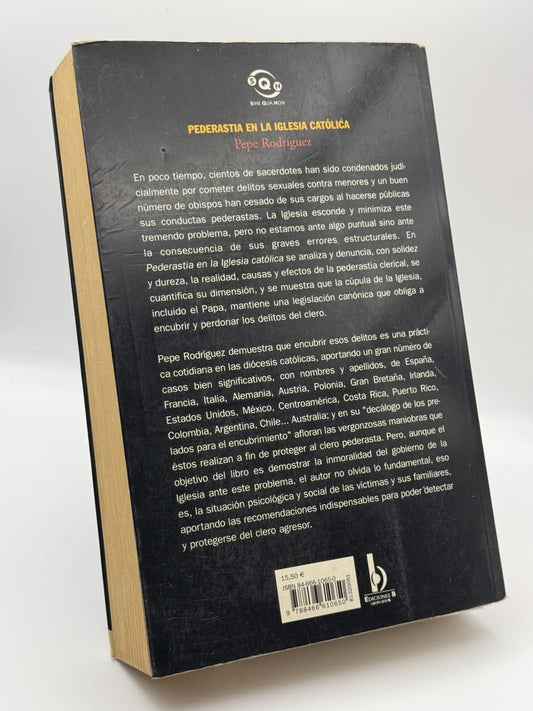 S Q N
SINE QUA NON
PEDERASTIA EN LA IGLESIA CATÓLICA
Pepe Rodríguez
En poco tiempo, cientos de sacerdotes han sido condenados judi-
cialmente por cometer delitos sexuales contra menores y un buen
número de obispos han cesado de sus cargos al hacerse públicas
sus conductas pederastas. La Iglesia esconde y minimiza este
tremendo problema, pero no estamos ante algo puntual sino ante
la consecuencia de sus graves errores estructurales. En
Pederastia en la Iglesia católica se analiza y denuncia, con solidez
y dureza, la realidad, causas y efectos de la pederastia clerical, se
cuantifica su dimensión, y se muestra que la cúpula de la Iglesia,
incluido el Papa, mantiene una legislación canónica que obliga a
encubrir y perdonar los delitos del clero.
Pepe Rodríguez demuestra que encubrir esos delitos es una prácti-
ca cotidiana en las diócesis católicas, aportando un gran número de
casos bien significativos, con nombres y apellidos, de España,
Francia, Italia, Alemania, Austria, Polonia, Gran Bretaña, Irlanda,
Estados Unidos, México, Centroamérica, Costa Rica, Puerto Rico,
Colombia, Argentina, Chile... Australia; y en su "decálogo de los pre-
lados para el encubrimiento" afloran las vergonzosas maniobras que
éstos realizan a fin de proteger al clero pederasta. Pero, aunque el
objetivo del libro es demostrar la inmoralidad del gobierno de la
Iglesia ante este problema, el autor no olvida lo fundamental, eso
es, la situación psicológica y social de las víctimas y sus familiares,
aportando las recomendaciones indispensables para poder detectar
y protegerse del clero agresor.
15,50 €
ISBN 84-666-1065-0
9 788466 610650
b
EDICIONES B
GRUPO ZETA